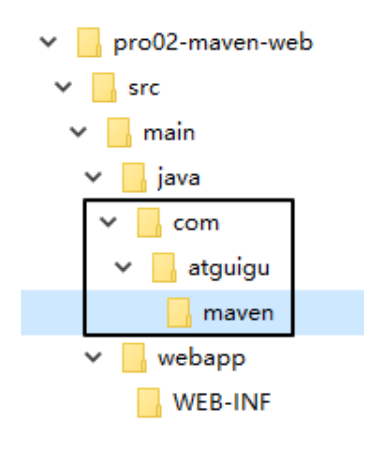 pro02-maven-web
src
main
java
com
atguigu
maven
webapp
WEB-INF